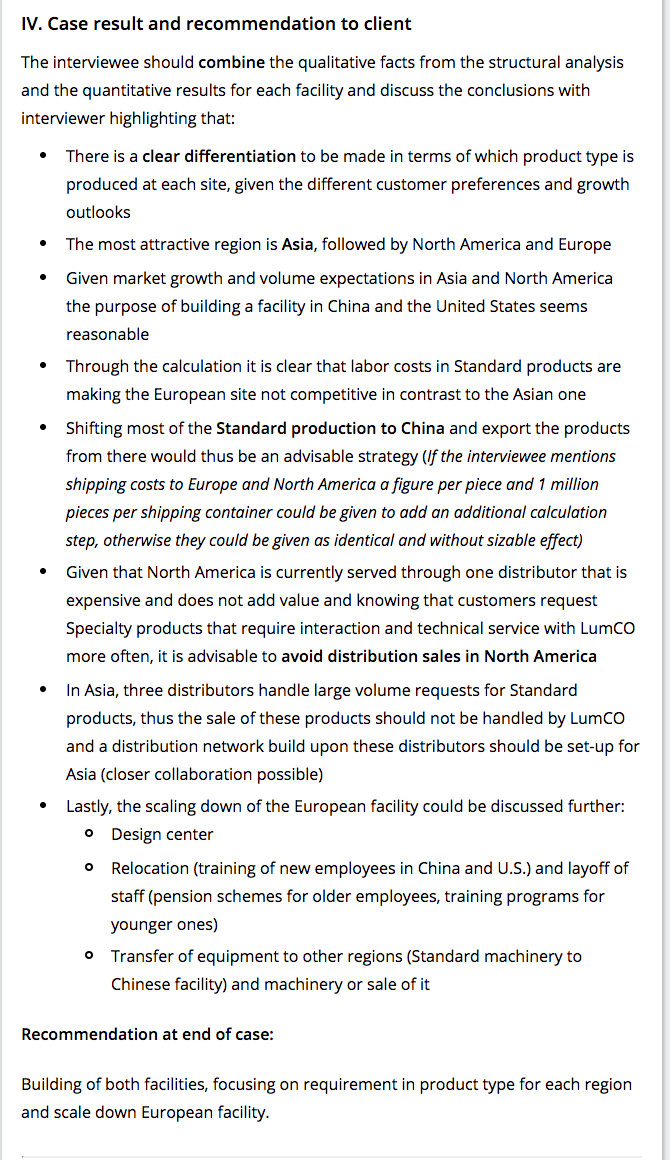 IV. Case result and recommendation to client
The interviewee should combine the qualitative facts from the structural analysis
and the quantitative results for each facility and discuss the conclusions with
interviewer highlighting that:
• There is a clear differentiation to be made in terms of which product type is
produced at each site, given the different customer preferences and growth
outlooks
• The most attractive region is Asia, followed by North America and Europe
• Given market growth and volume expectations in Asia and North America
the purpose of building a facility in China and the United States seems
reasonable
• Through the calculation it is clear that labor costs in Standard products are
making the European site not competitive in contrast to the Asian one
• Shifting most of the Standard production to China and export the products
from there would thus be an advisable strategy (If the interviewee mentions
shipping costs to Europe and North America a figure per piece and 1 million
pieces per shipping container could be given to add an additional calculation
step, otherwise they could be given as identical and without sizable effect)
• Given that North America is currently served through one distributor that is
expensive and does not add value and knowing that customers request
Specialty products that require interaction and technical service with LumCO
more often, it is advisable to avoid distribution sales in North America
• In Asia, three distributors handle large volume requests for Standard
products, thus the sale of these products should not be handled by LumCO
and a distribution network build upon these distributors should be set-up for
Asia (closer collaboration possible)
• Lastly, the scaling down of the European facility could be discussed further:
o Design center
o Relocation (training of new employees in China and U.S.) and layoff of
staff (pension schemes for older employees, training programs for
younger ones)
o Transfer of equipment to other regions (Standard machinery to
Chinese facility) and machinery or sale of it
Recommendation at end of case:
Building of both facilities, focusing on requirement in product type for each region
and scale down European facility.